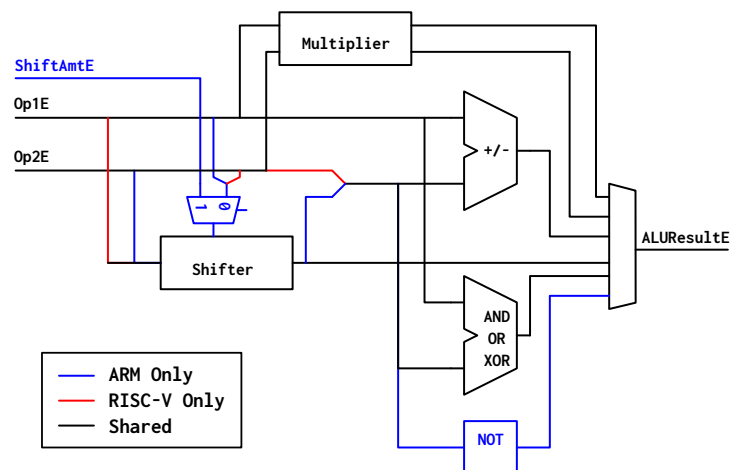 Multiplier
ShiftAmtE
Op1E
Op2E
+/-
1
0
ALUResultE
Shifter
AND
OR
XOR
ARM Only
RISC-V Only
Shared
NOT